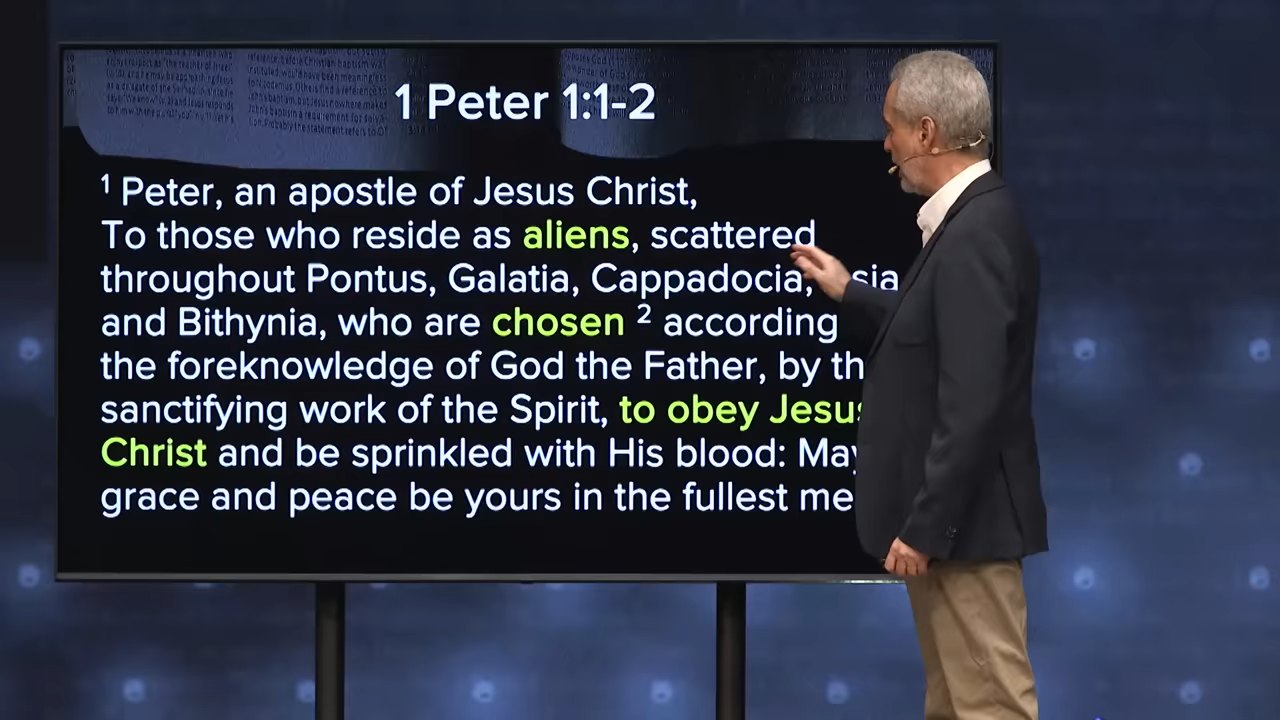 1 Peter 1:1-2
¹ Peter, an apostle of Jesus Christ,
To those who reside as aliens, scattered
throughout Pontus, Galatia, Cappadocia, sia
and Bithynia, who are chosen ² according
the foreknowledge of God the Father, by th
sanctifying work of the Spirit, to obey Jesus
Christ and be sprinkled with His blood: May
grace and peace be yours in the fullest me